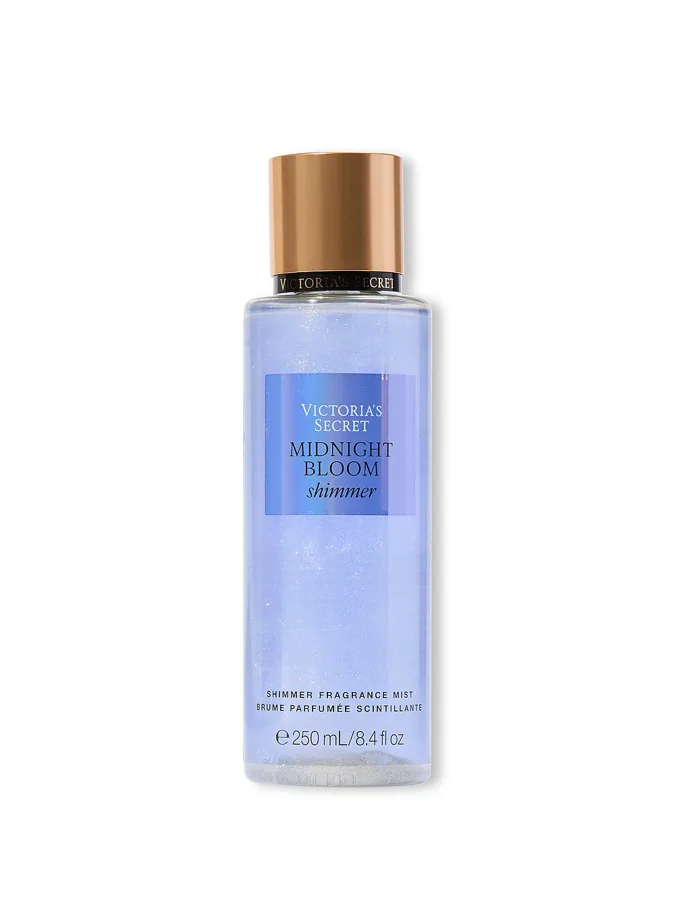 VICTORIA'S SECRET
VICTORIA'S
SECRET
MIDNIGHT
BLOOM
shimmer
SHIMMER FRAGRANCE MIST
BRUME PARFUMÉE SCINTILLANTE
℮ 250 mL/8.4 fl oz